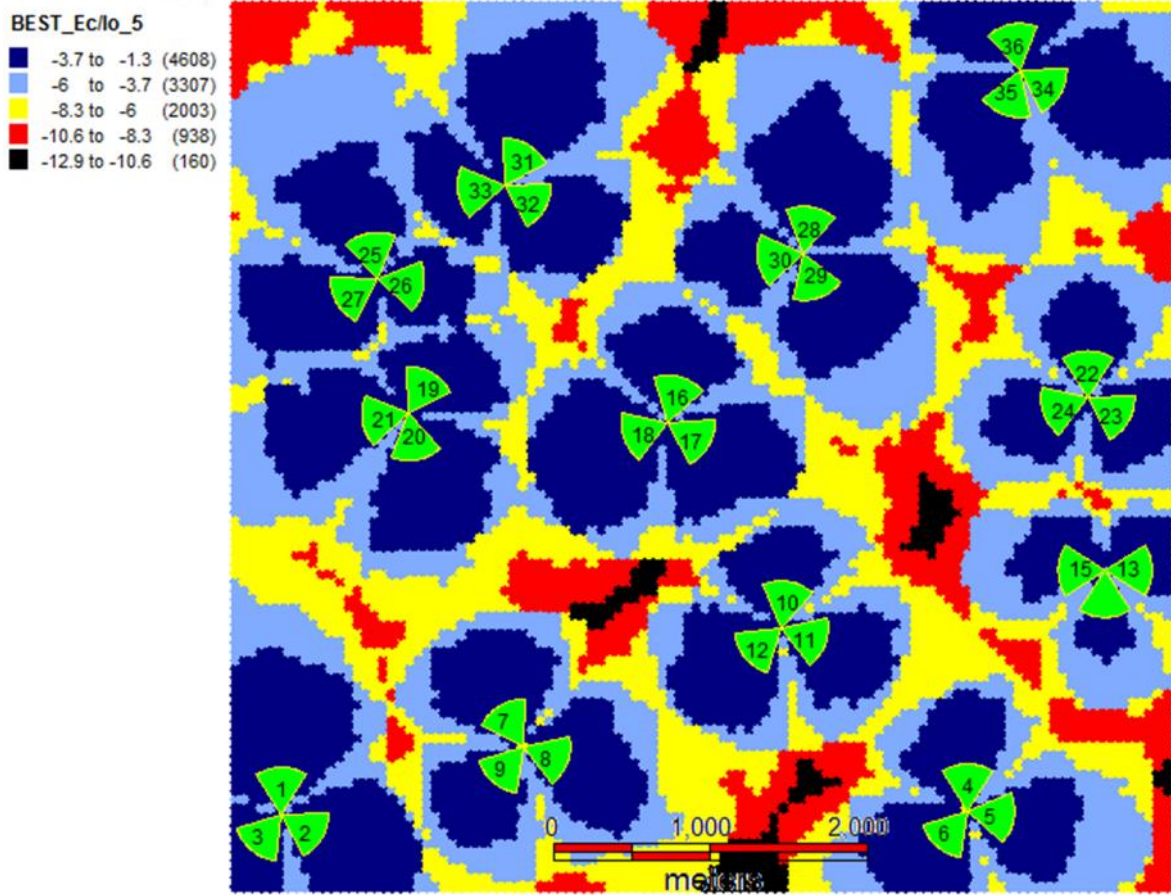 BEST_Ec/Io_5
-3.7 to -1.3 (4608)
-6 to -3.7 (3307)
-8.3 to -6 (2003)
-10.6 to -8.3 (938)
-12.9 to -10.6 (160)
36
35 34
31
33 32
28
30 29
25
27 26
22
24 23
19
21 20
16
18 17
15 13
10
12 11
7
9 8
4
6 5
1
3 2
0 1,000 2,000
meters